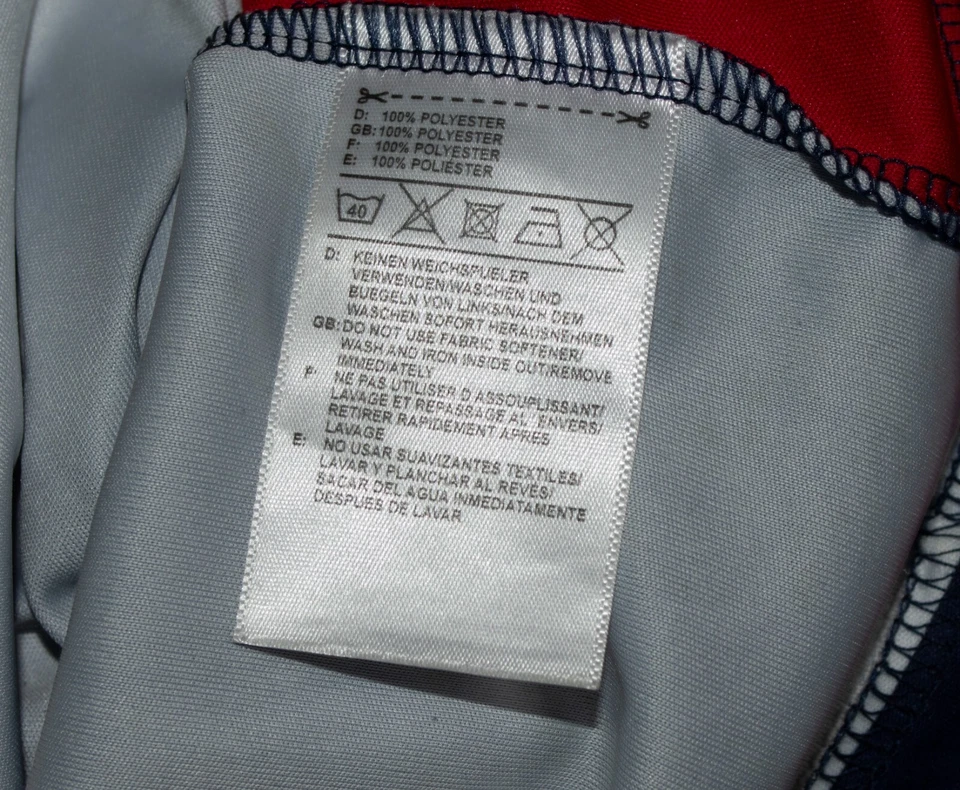 D: 100% POLYESTER
GB: 100% POLYESTER
F: 100% POLYESTER
E: 100% POLIESTER
40
D: KEINEN WEICHSPUELER
VERWENDEN/WASCHEN UND
BUEGELN VON LINKS/NACH DEM
WASCHEN SOFORT HERAUSNEHMEN
GB: DO NOT USE FABRIC SOFTENER/
WASH AND IRON INSIDE OUT/REMOVE
IMMEDIATELY
F: NE PAS UTILISER D ASSOUPLISSANT/
LAVAGE ET REPASSAGE AL ENVERS/
RETIRER RAPIDEMENT APRES
LAVAGE
E: NO USAR SUAVIZANTES TEXTILES/
LAVAR Y PLANCHAR AL REVES/
SACAR DEL AGUA INMEDIATAMENTE
DESPUES DE LAVAR